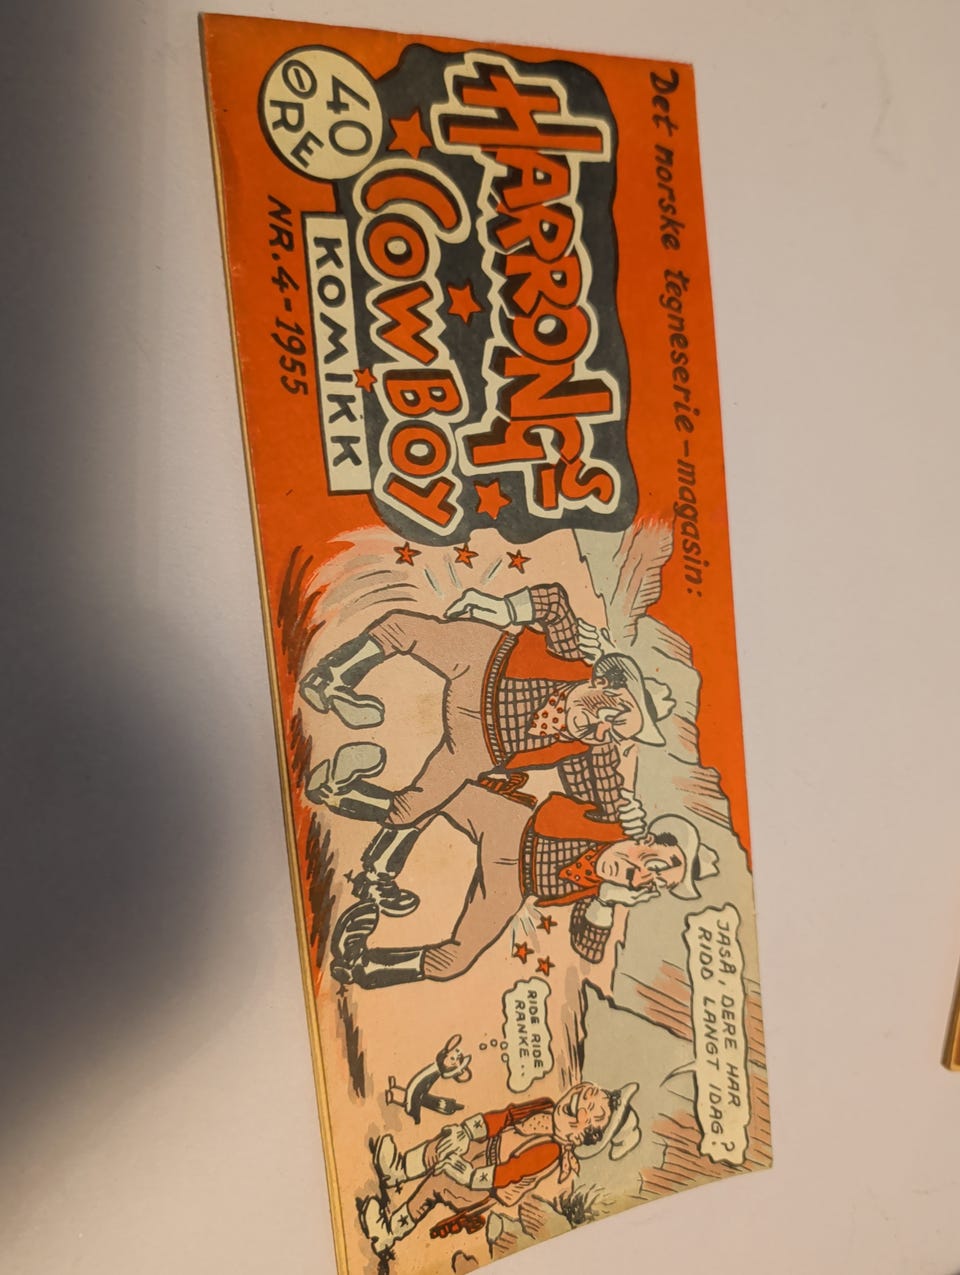 Det norske tegneserie-magasin:
HARRONG-S
COWBOY
KOMIKK
40
ØRE
NR. 4 - 1955
JASÅ, DERE HAR
RIDD LANGT IDAG?
RIDE RIDE
RANKE..